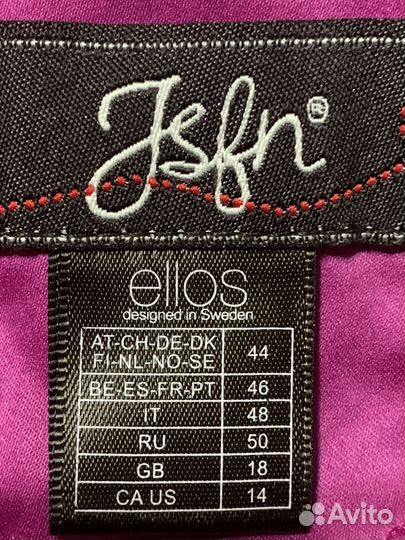 Jsfn®
ellos
designed in Sweden
AT-CH-DE-DK
FI-NL-NO-SE 44
BE-ES-FR-PT 46
IT 48
RU 50
GB 18
CA US 14
Avito